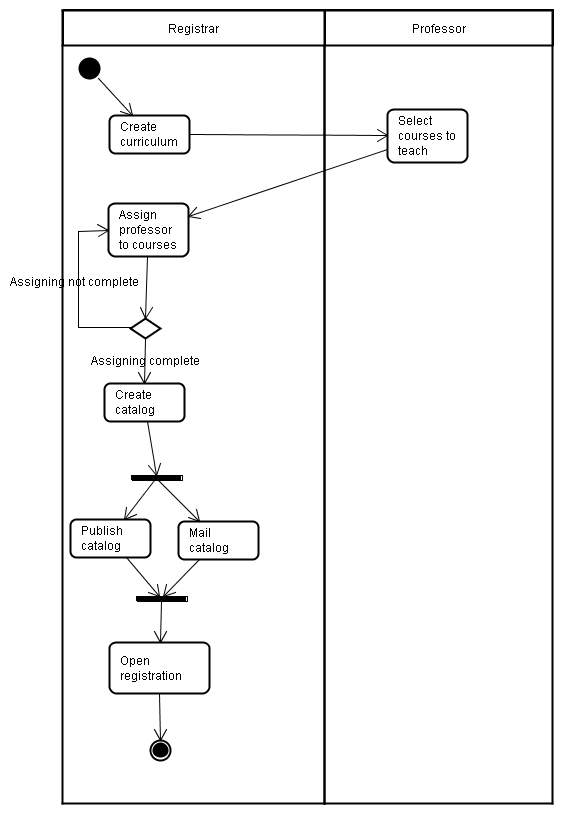 Registrar
Professor
Create
curriculum
Select
courses to
teach
Assign
professor
to courses
Assigning not complete
Assigning complete
Create
catalog
Publish
catalog
Mail
catalog
Open
registration